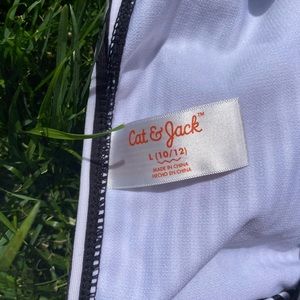 Cat & Jack™
L (10/12)
MADE IN CHINA
HECHO EN CHINA